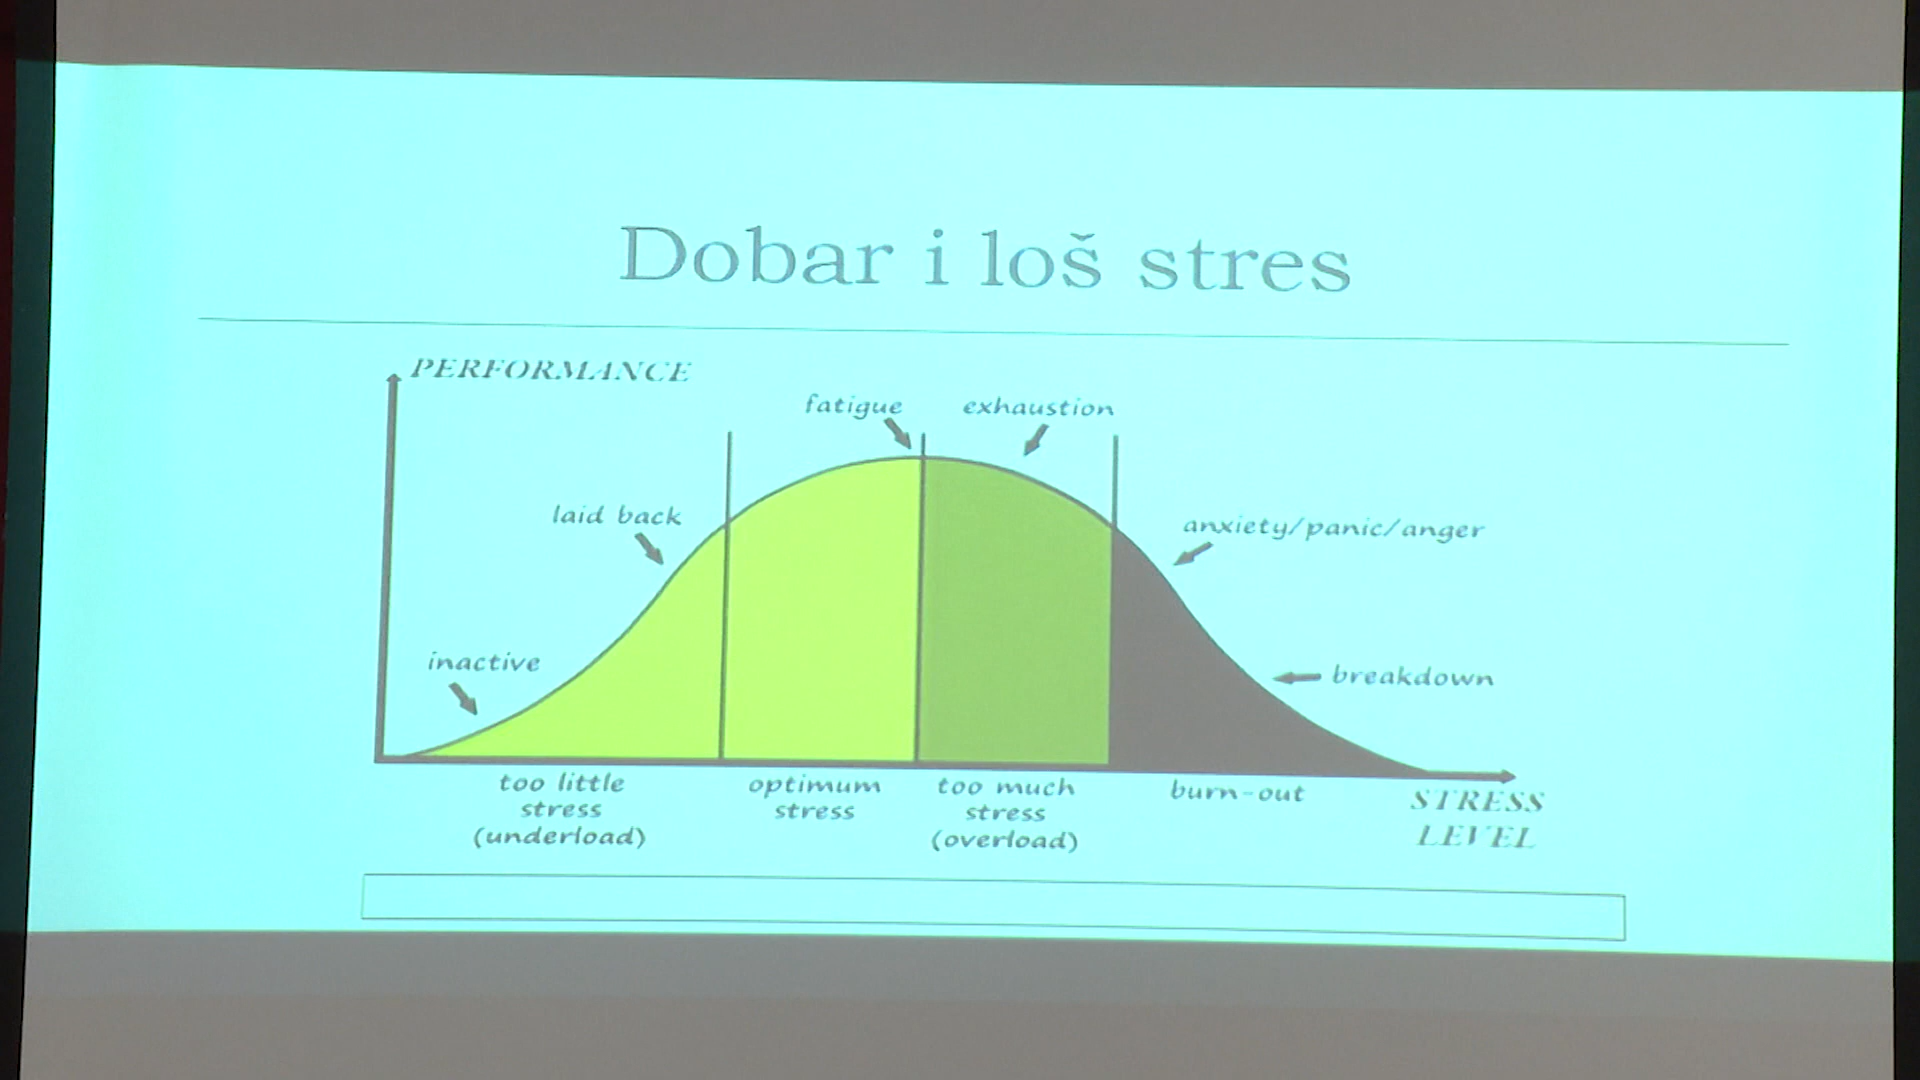 Dobar i loš stres
PERFORMANCE
fatigue
exhaustion
laid back
anxiety/panic/anger
inactive
breakdown
too little
stress
(underload)
optimum
stress
too much
stress
(overload)
burn-out
STRESS
LEVEL